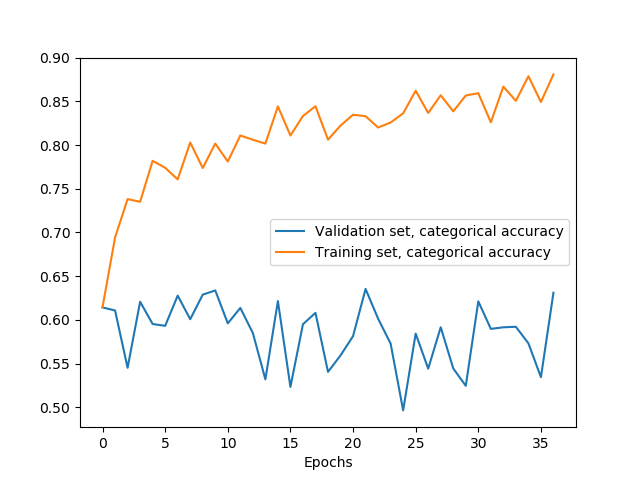 0.90
0.85
0.80
0.75
0.70
0.65
0.60
0.55
0.50
Validation set, categorical accuracy
Training set, categorical accuracy
0 5 10 15 20 25 30 35
Epochs